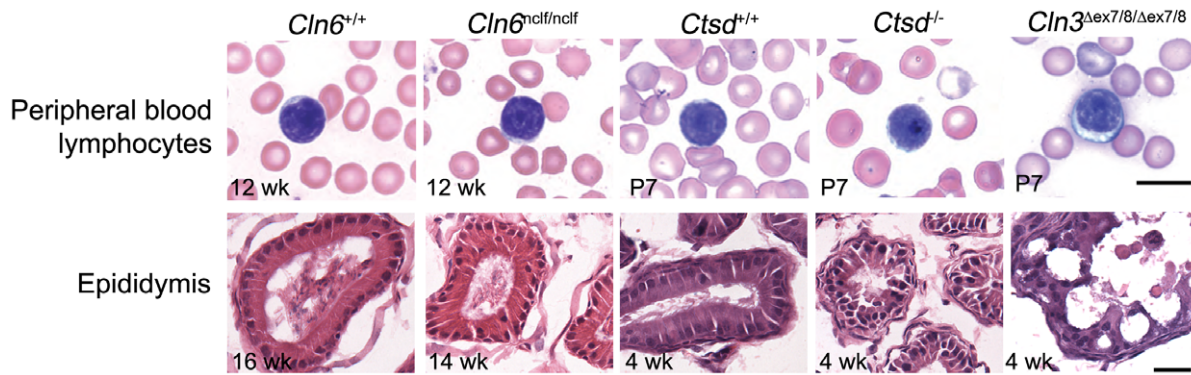 Cln6+/+ Cln6nclf/nclf Ctsd+/+ Ctsd-/- Cln3Δex7/8/Δex7/8
Peripheral blood
lymphocytes
12 wk 12 wk P7 P7 P7
Epididymis
16 wk 14 wk 4 wk 4 wk 4 wk